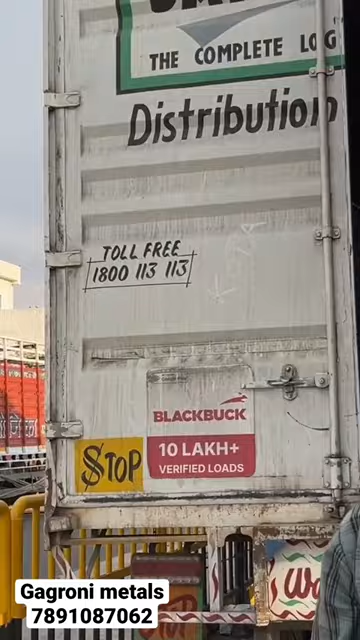 THE COMPLETE LOG
Distribution
TOLL FREE
1800 113 113
BLACKBUCK
10 LAKH+
VERIFIED LOADS
STOP
Gagroni metals
7891087062